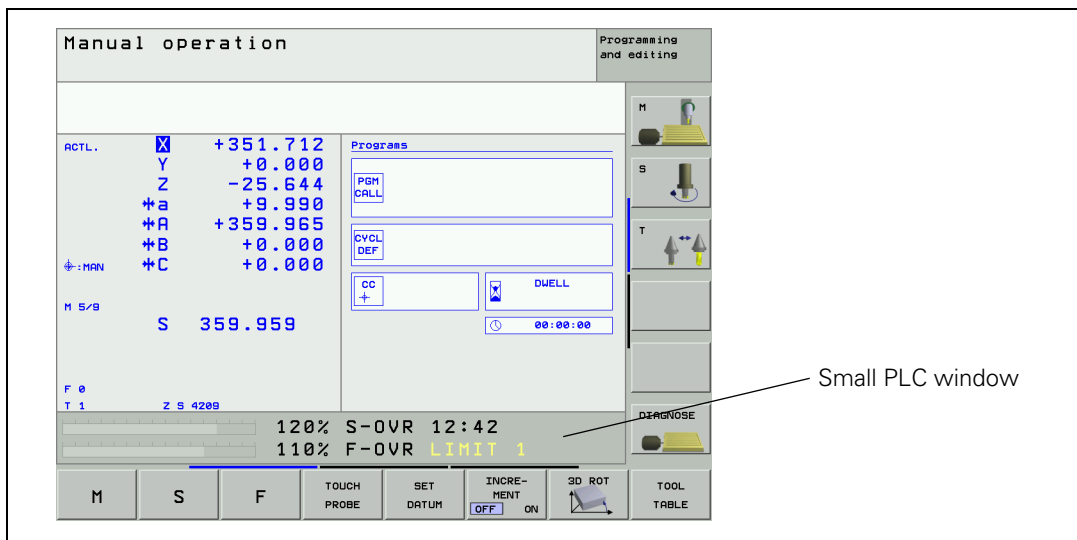 Manual operation
Programming
and editing
ACTL.
X +351.712
Y +0.000
Z -25.644
a +9.990
A +359.965
B +0.000
:MAN C +0.000
M 5/9
S 359.959
F 0
T 1 Z S 4209
Programs
PGM
CALL
CYCL
DEF
CC
DWELL
00:00:00
M
S
T
DIAGNOSE
Small PLC window
120% S-OVR 12:42
110% F-OVR LIMIT 1
M
S
F
TOUCH
PROBE
SET
DATUM
INCRE-
MENT
OFF ON
3D ROT
TOOL
TABLE